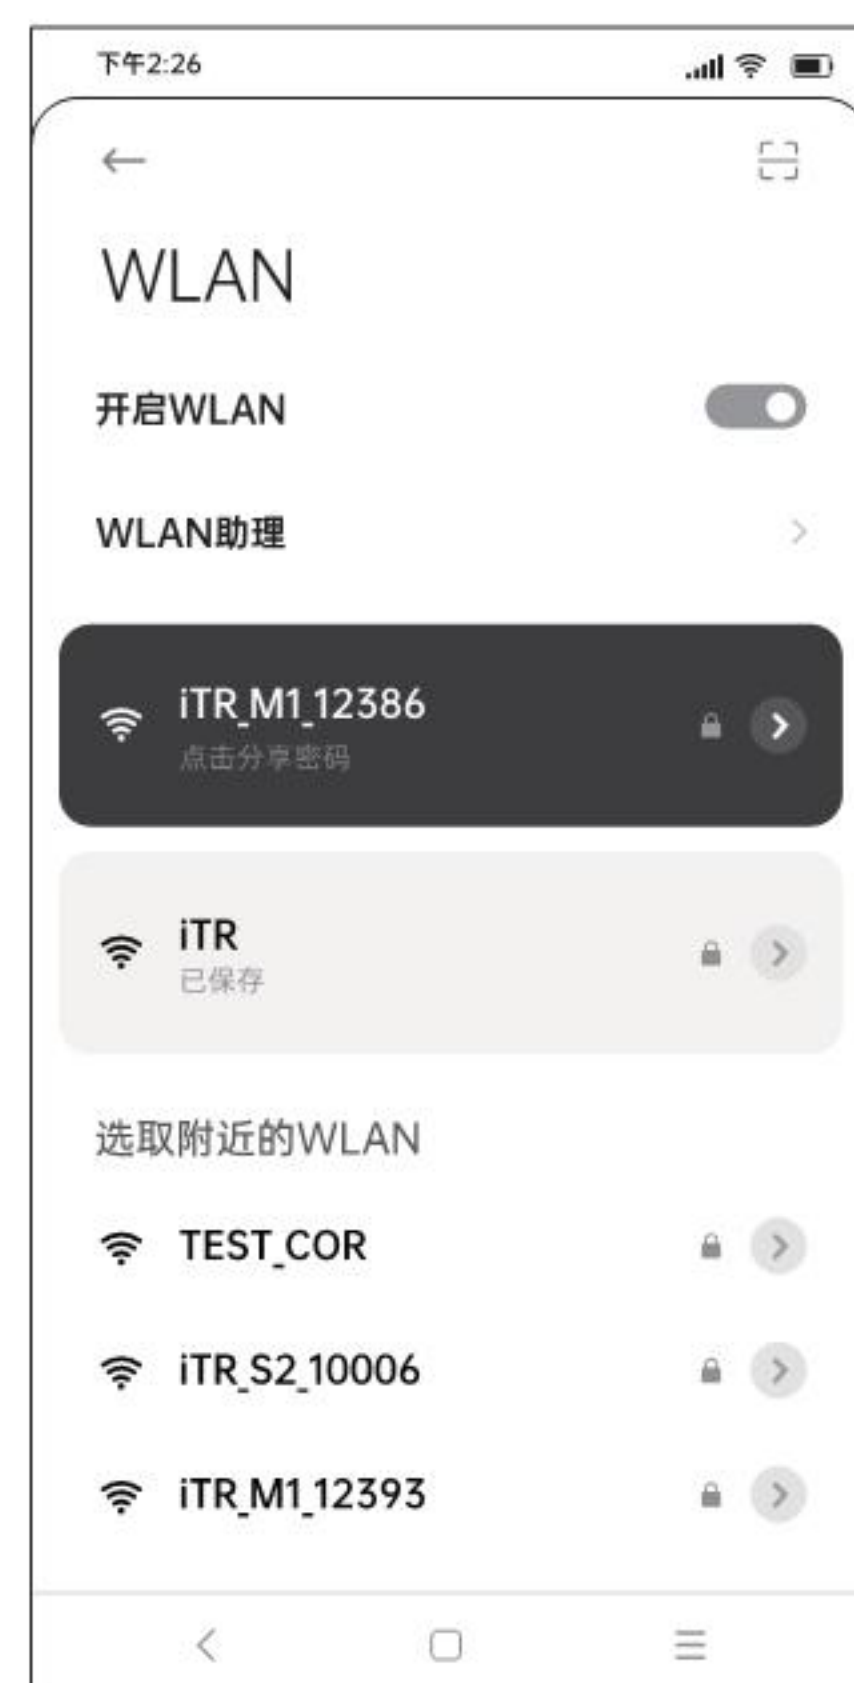 下午2:26
WLAN
开启WLAN
WLAN助理
iTR_M1_12386
点击分享密码
iTR
已保存
选取附近的WLAN
TEST_COR
iTR_S2_10006
iTR_M1_12393